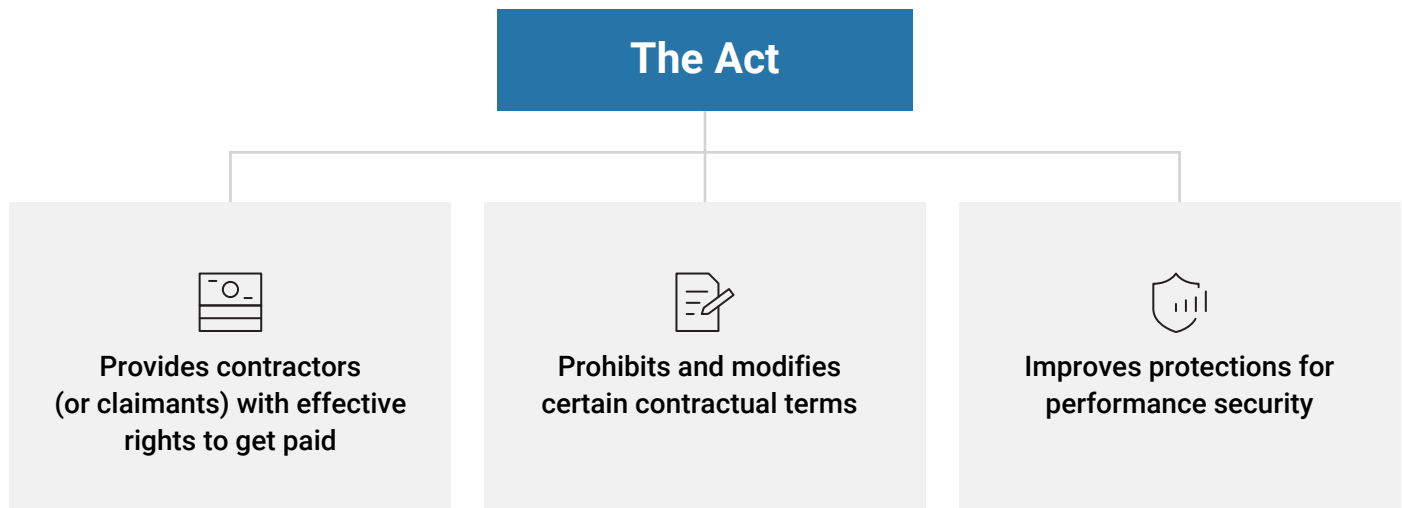 The Act
Provides contractors
(or claimants) with effective
rights to get paid
Prohibits and modifies
certain contractual terms
Improves protections for
performance security